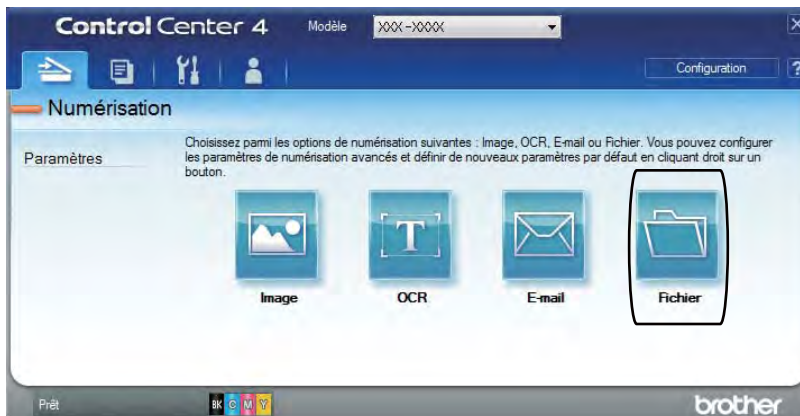 Control Center 4 Modèle XXX-XXXX
Configuration ?
Numérisation
Choisissez parmi les options de numérisation suivantes : Image, OCR, E-mail ou Fichier. Vous pouvez configurer
Paramètres les paramètres de numérisation avancés et définir de nouveaux paramètres par défaut en cliquant droit sur un
bouton.
T
Image OCR E-mail Fichier
Prêt BK C M Y brother